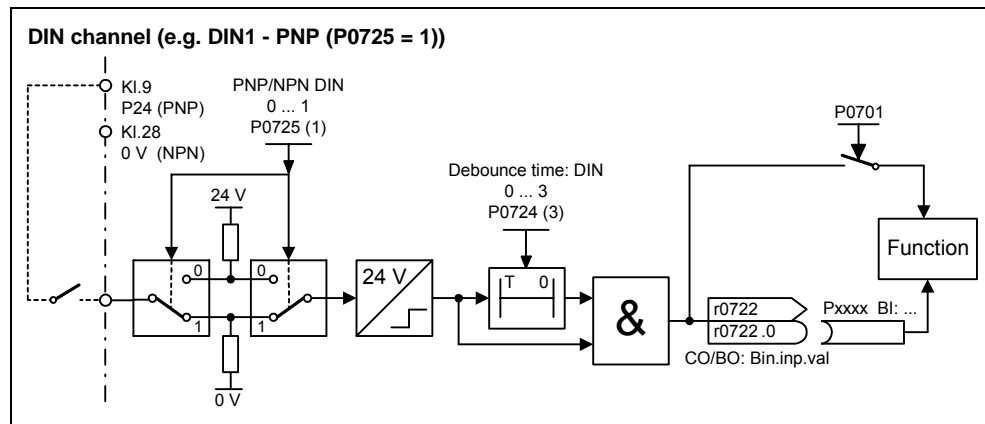 DIN channel (e.g. DIN1 - PNP (P0725 = 1))
Kl.9
P24 (PNP)
Kl.28
0 V (NPN)
PNP/NPN DIN
0 ... 1
P0725 (1)
P0701
Debounce time: DIN
0 ... 3
P0724 (3)
24 V
0
0
24 V
T 0
Function
1
1
&
r0722
r0722 .0
Pxxxx BI: ...
CO/BO: Bin.inp.val
0 V